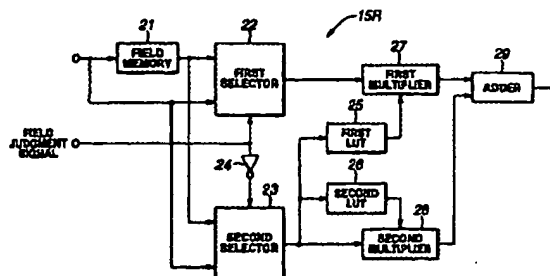 15R
21
FIELD
MEMORY
22
FIRST
SELECTOR
27
FIRST
MULTIPLIER
29
ADDER
25
FIRST
LUT
FIELD
JUDGMENT
SIGNAL
24
26
SECOND
LUT
23
SECOND
SELECTOR
28
SECOND
MULTIPLIER